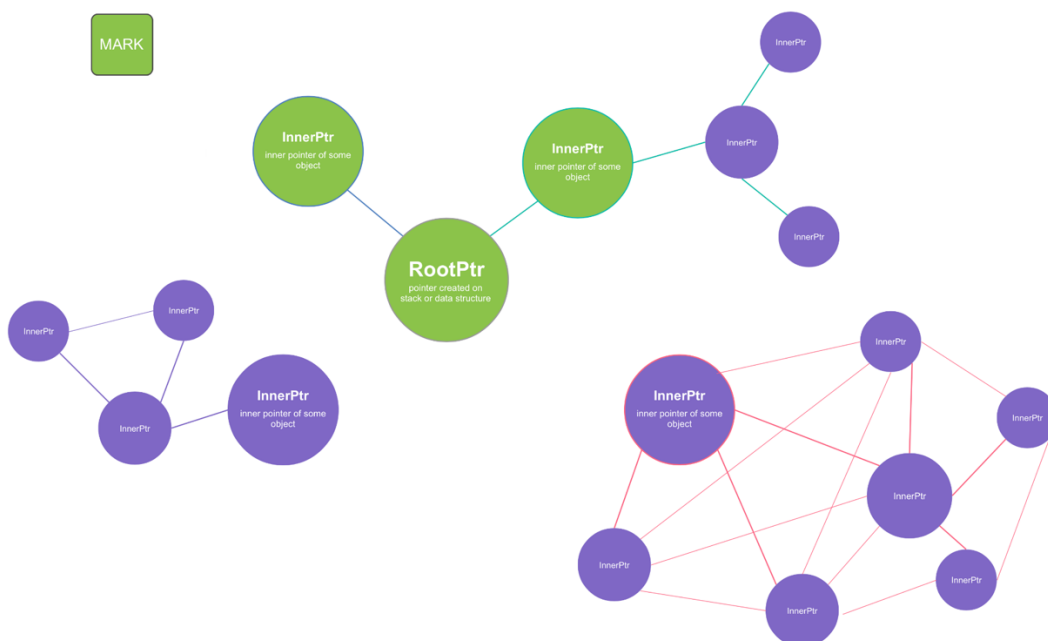 MARK
InnerPtr
InnerPtr
inner pointer of some
object
InnerPtr
inner pointer of some
object
InnerPtr
InnerPtr
RootPtr
pointer created on
stack or data structure
InnerPtr
InnerPtr
InnerPtr
inner pointer of some
object
InnerPtr
InnerPtr
InnerPtr
inner pointer of some
object
InnerPtr
InnerPtr
InnerPtr
InnerPtr
InnerPtr